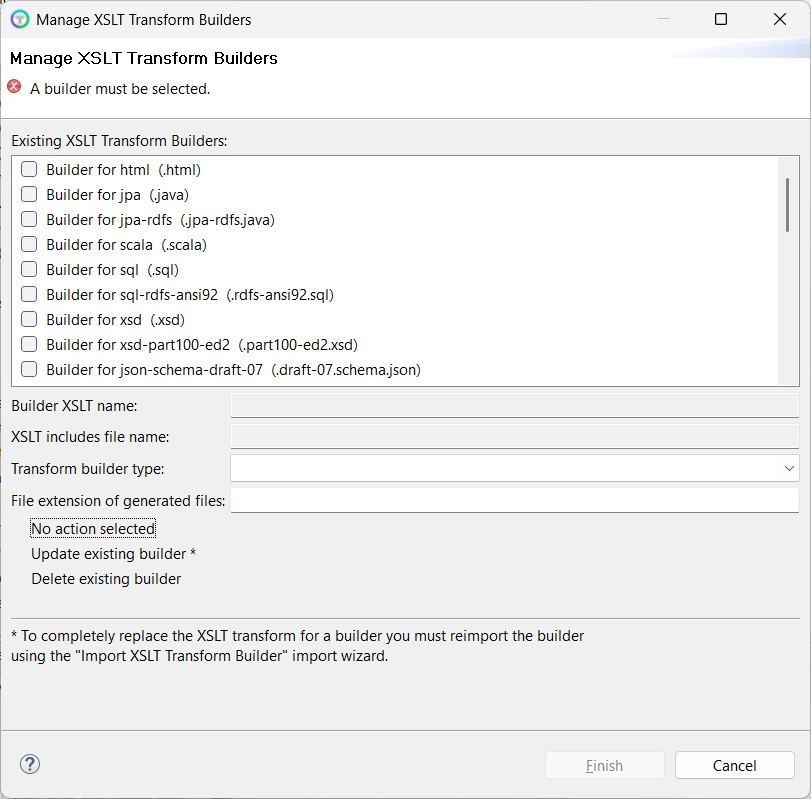 Manage XSLT Transform Builders
Manage XSLT Transform Builders
A builder must be selected.
Existing XSLT Transform Builders:
Builder for html (.html)
Builder for jpa (.java)
Builder for jpa-rdfs (.jpa-rdfs.java)
Builder for scala (.scala)
Builder for sql (.sql)
Builder for sql-rdfs-ansi92 (.rdfs-ansi92.sql)
Builder for xsd (.xsd)
Builder for xsd-part100-ed2 (.part100-ed2.xsd)
Builder for json-schema-draft-07 (.draft-07.schema.json)
Builder XSLT name:
XSLT includes file name:
Transform builder type:
File extension of generated files:
No action selected
Update existing builder *
Delete existing builder
* To completely replace the XSLT transform for a builder you must reimport the builder
using the "Import XSLT Transform Builder" import wizard.
?
Finish
Cancel